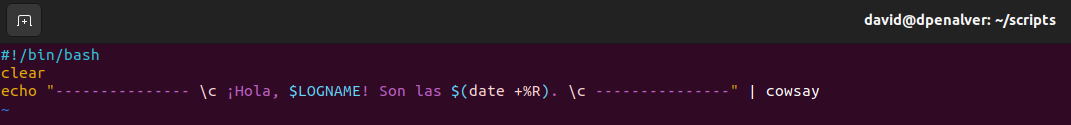 david@dpenalver: ~/scripts
#!/bin/bash
clear
echo "--------------- \c ¡Hola, $LOGNAME! Son las $(date +%R). \c ---------------" | cowsay
~